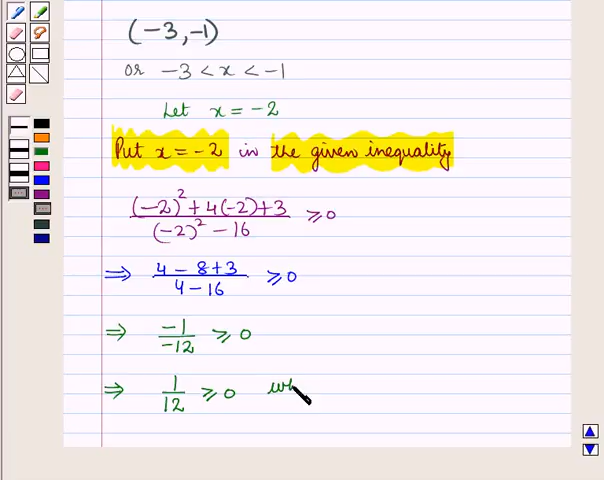 (-3, -1)
or -3 < x < -1
Let x = -2
Put x = -2 in the given inequality
((-2)² + 4(-2) + 3)/((-2)² - 16) ⩾ 0
⇒ (4 - 8 + 3)/(4 - 16) ⩾ 0
⇒ -1/-12 ⩾ 0
⇒ 1/12 ⩾ 0 wh